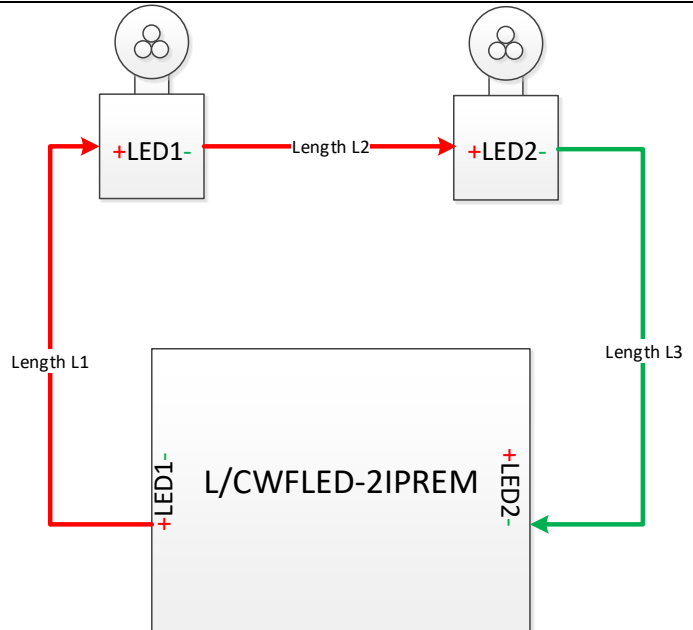 +LED1-
Length L2
+LED2-
Length L1
Length L3
+LED1-
L/CWFLED-2IPREM
+LED2-